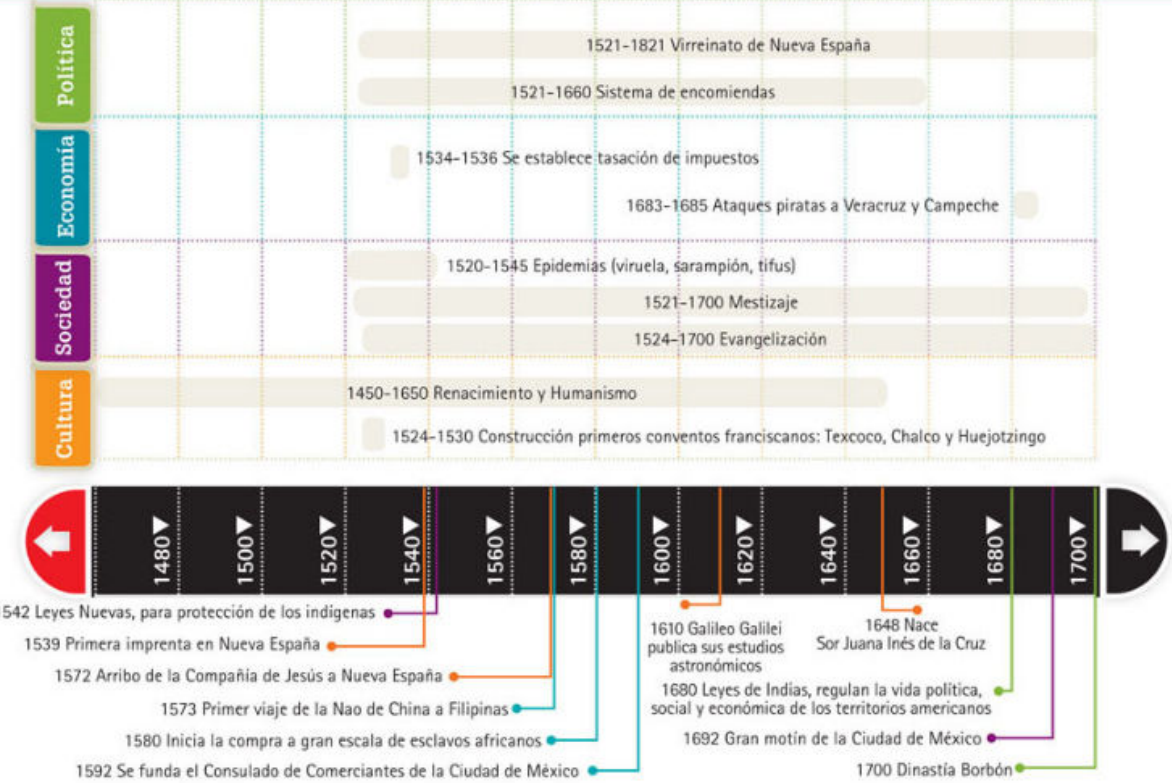 Política
1521-1821 Virreinato de Nueva España
1521-1660 Sistema de encomiendas
Economía
1534-1536 Se establece tasación de impuestos
1683-1685 Ataques piratas a Veracruz y Campeche
Sociedad
1520-1545 Epidemias (viruela, sarampión, tifus)
1521-1700 Mestizaje
1524-1700 Evangelización
Cultura
1450-1650 Renacimiento y Humanismo
1524-1530 Construcción primeros conventos franciscanos: Texcoco, Chalco y Huejotzingo
1480
1500
1520
1540
1560
1580
1600
1620
1640
1660
1680
1700
1542 Leyes Nuevas, para protección de los indígenas
1539 Primera imprenta en Nueva España
1572 Arribo de la Compañía de Jesús a Nueva España
1573 Primer viaje de la Nao de China a Filipinas
1580 Inicia la compra a gran escala de esclavos africanos
1592 Se funda el Consulado de Comerciantes de la Ciudad de México
1610 Galileo Galilei
publica sus estudios
astronómicos
1648 Nace
Sor Juana Inés de la Cruz
1680 Leyes de Indias, regulan la vida política,
social y económica de los territorios americanos
1692 Gran motín de la Ciudad de México
1700 Dinastía Borbón